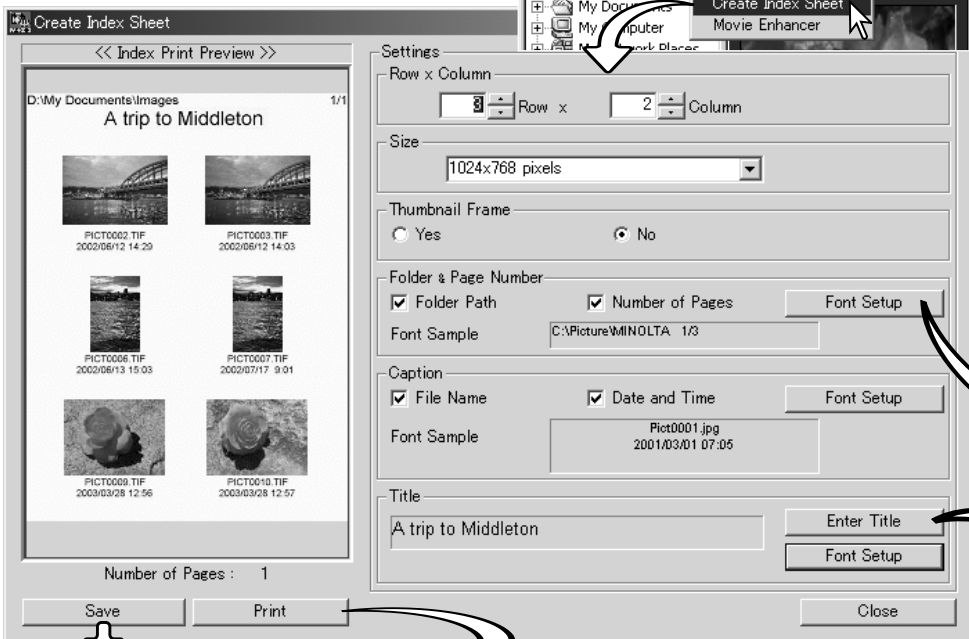 My Documents
My Computer
work Places
Create Index Sheet
Movie Enhancer
Create Index Sheet
<< Index Print Preview >>
D:\My Documents\Images 1/1
A trip to Middleton
PICT0002.TIF
2002/06/12 14:29
PICT0003.TIF
2002/06/12 14:03
PICT0006.TIF
2002/06/13 15:03
PICT0007.TIF
2002/07/17 9:01
PICT0009.TIF
2003/03/28 12:56
PICT0010.TIF
2003/03/28 12:57
Number of Pages : 1
Save
Print
Settings
Row x Column
3 Row x 2 Column
Size
1024x768 pixels
Thumbnail Frame
Yes No
Folder & Page Number
Folder Path Number of Pages Font Setup
Font Sample C:\Picture\MINOLTA 1/3
Caption
File Name Date and Time Font Setup
Font Sample
Pict0001.jpg
2001/03/01 07:05
Title
A trip to Middleton
Enter Title
Font Setup
Close